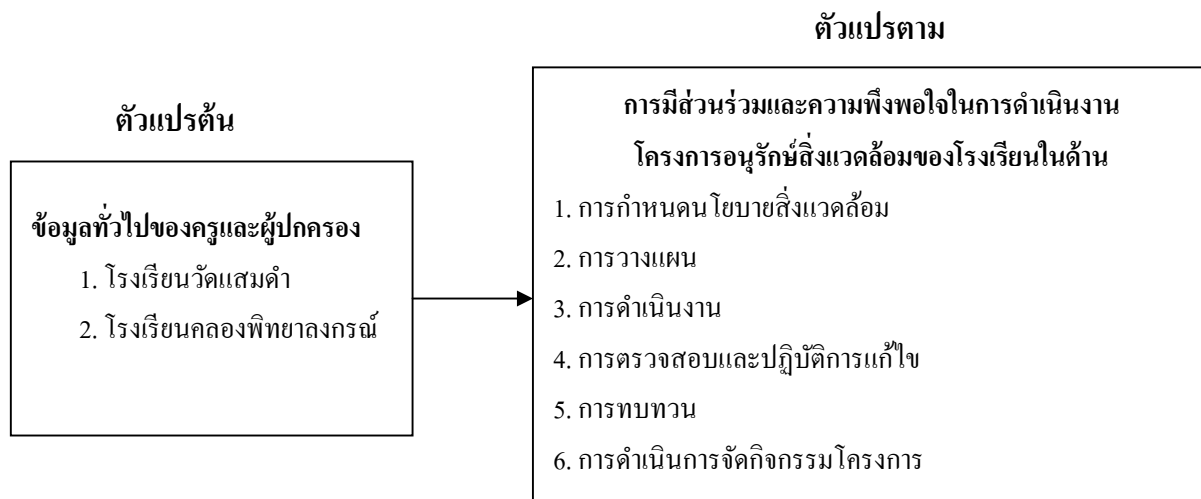 ตัวแปรต้น
ข้อมูลทั่วไปของครูและผู้ปกครอง
1. โรงเรียนวัดแสมดำ
2. โรงเรียนคลองพิทยาลงกรณ์
ตัวแปรตาม
การมีส่วนร่วมและความพึงพอใจในการดำเนินงาน
โครงการอนุรักษ์สิ่งแวดล้อมของโรงเรียนในด้าน
1. การกำหนดนโยบายสิ่งแวดล้อม
2. การวางแผน
3. การดำเนินงาน
4. การตรวจสอบและปฏิบัติการแก้ไข
5. การทบทวน
6. การดำเนินการจัดกิจกรรมโครงการ